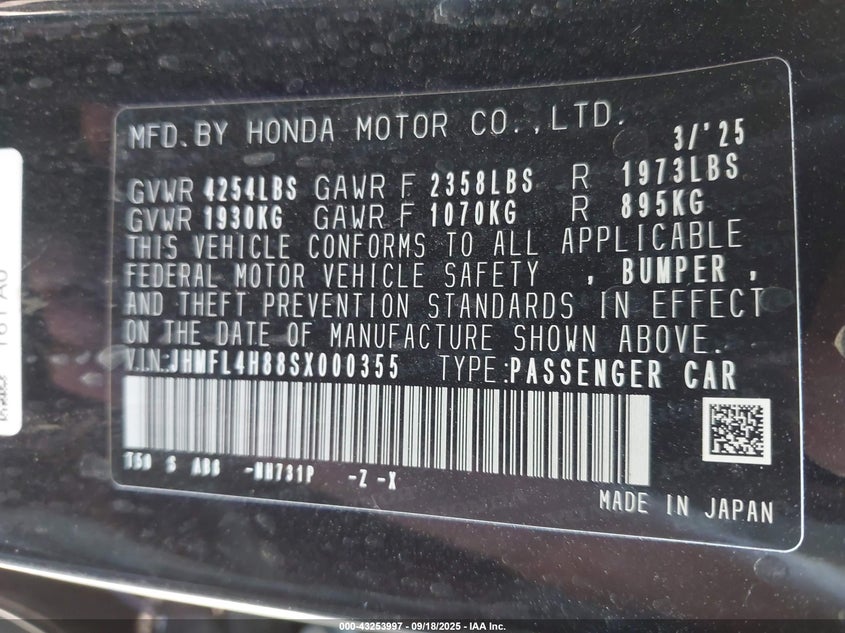 MFD.BY HONDA MOTOR CO.,LTD. 3/'25
GVWR 4254LBS GAWR F 2358LBS R 1973LBS
GVWR 1930KG GAWR F 1070KG R 895KG
THIS VEHICLE CONFORMS TO ALL APPLICABLE
FEDERAL MOTOR VEHICLE SAFETY , BUMPER ,
AND THEFT PREVENTION STANDARDS IN EFFECT
ON THE DATE OF MANUFACTURE SHOWN ABOVE.
VIN:JHMFL4H88SX000355 TYPE:PASSENGER CAR
T50 S AB8 -NH731P -Z -X
MADE IN JAPAN
000-43253997 - 09/18/2025 - IAA Inc.